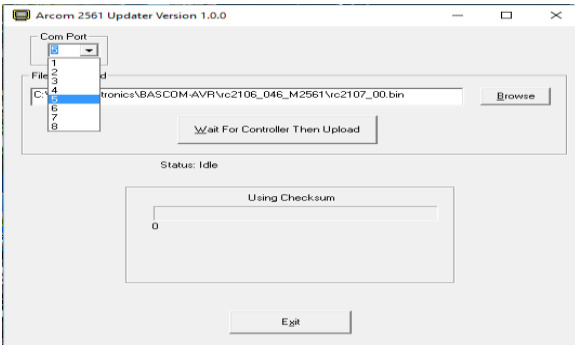 Arcom 2561 Updater Version 1.0.0
Com Port
5
1
2
3
4
5
6
7
8
File d
C:\ tronics\BASCOM-AVR\rc2106_046_M2561\rc2107_00.bin
Browse
Wait For Controller Then Upload
Status: Idle
Using Checksum
0
Exit